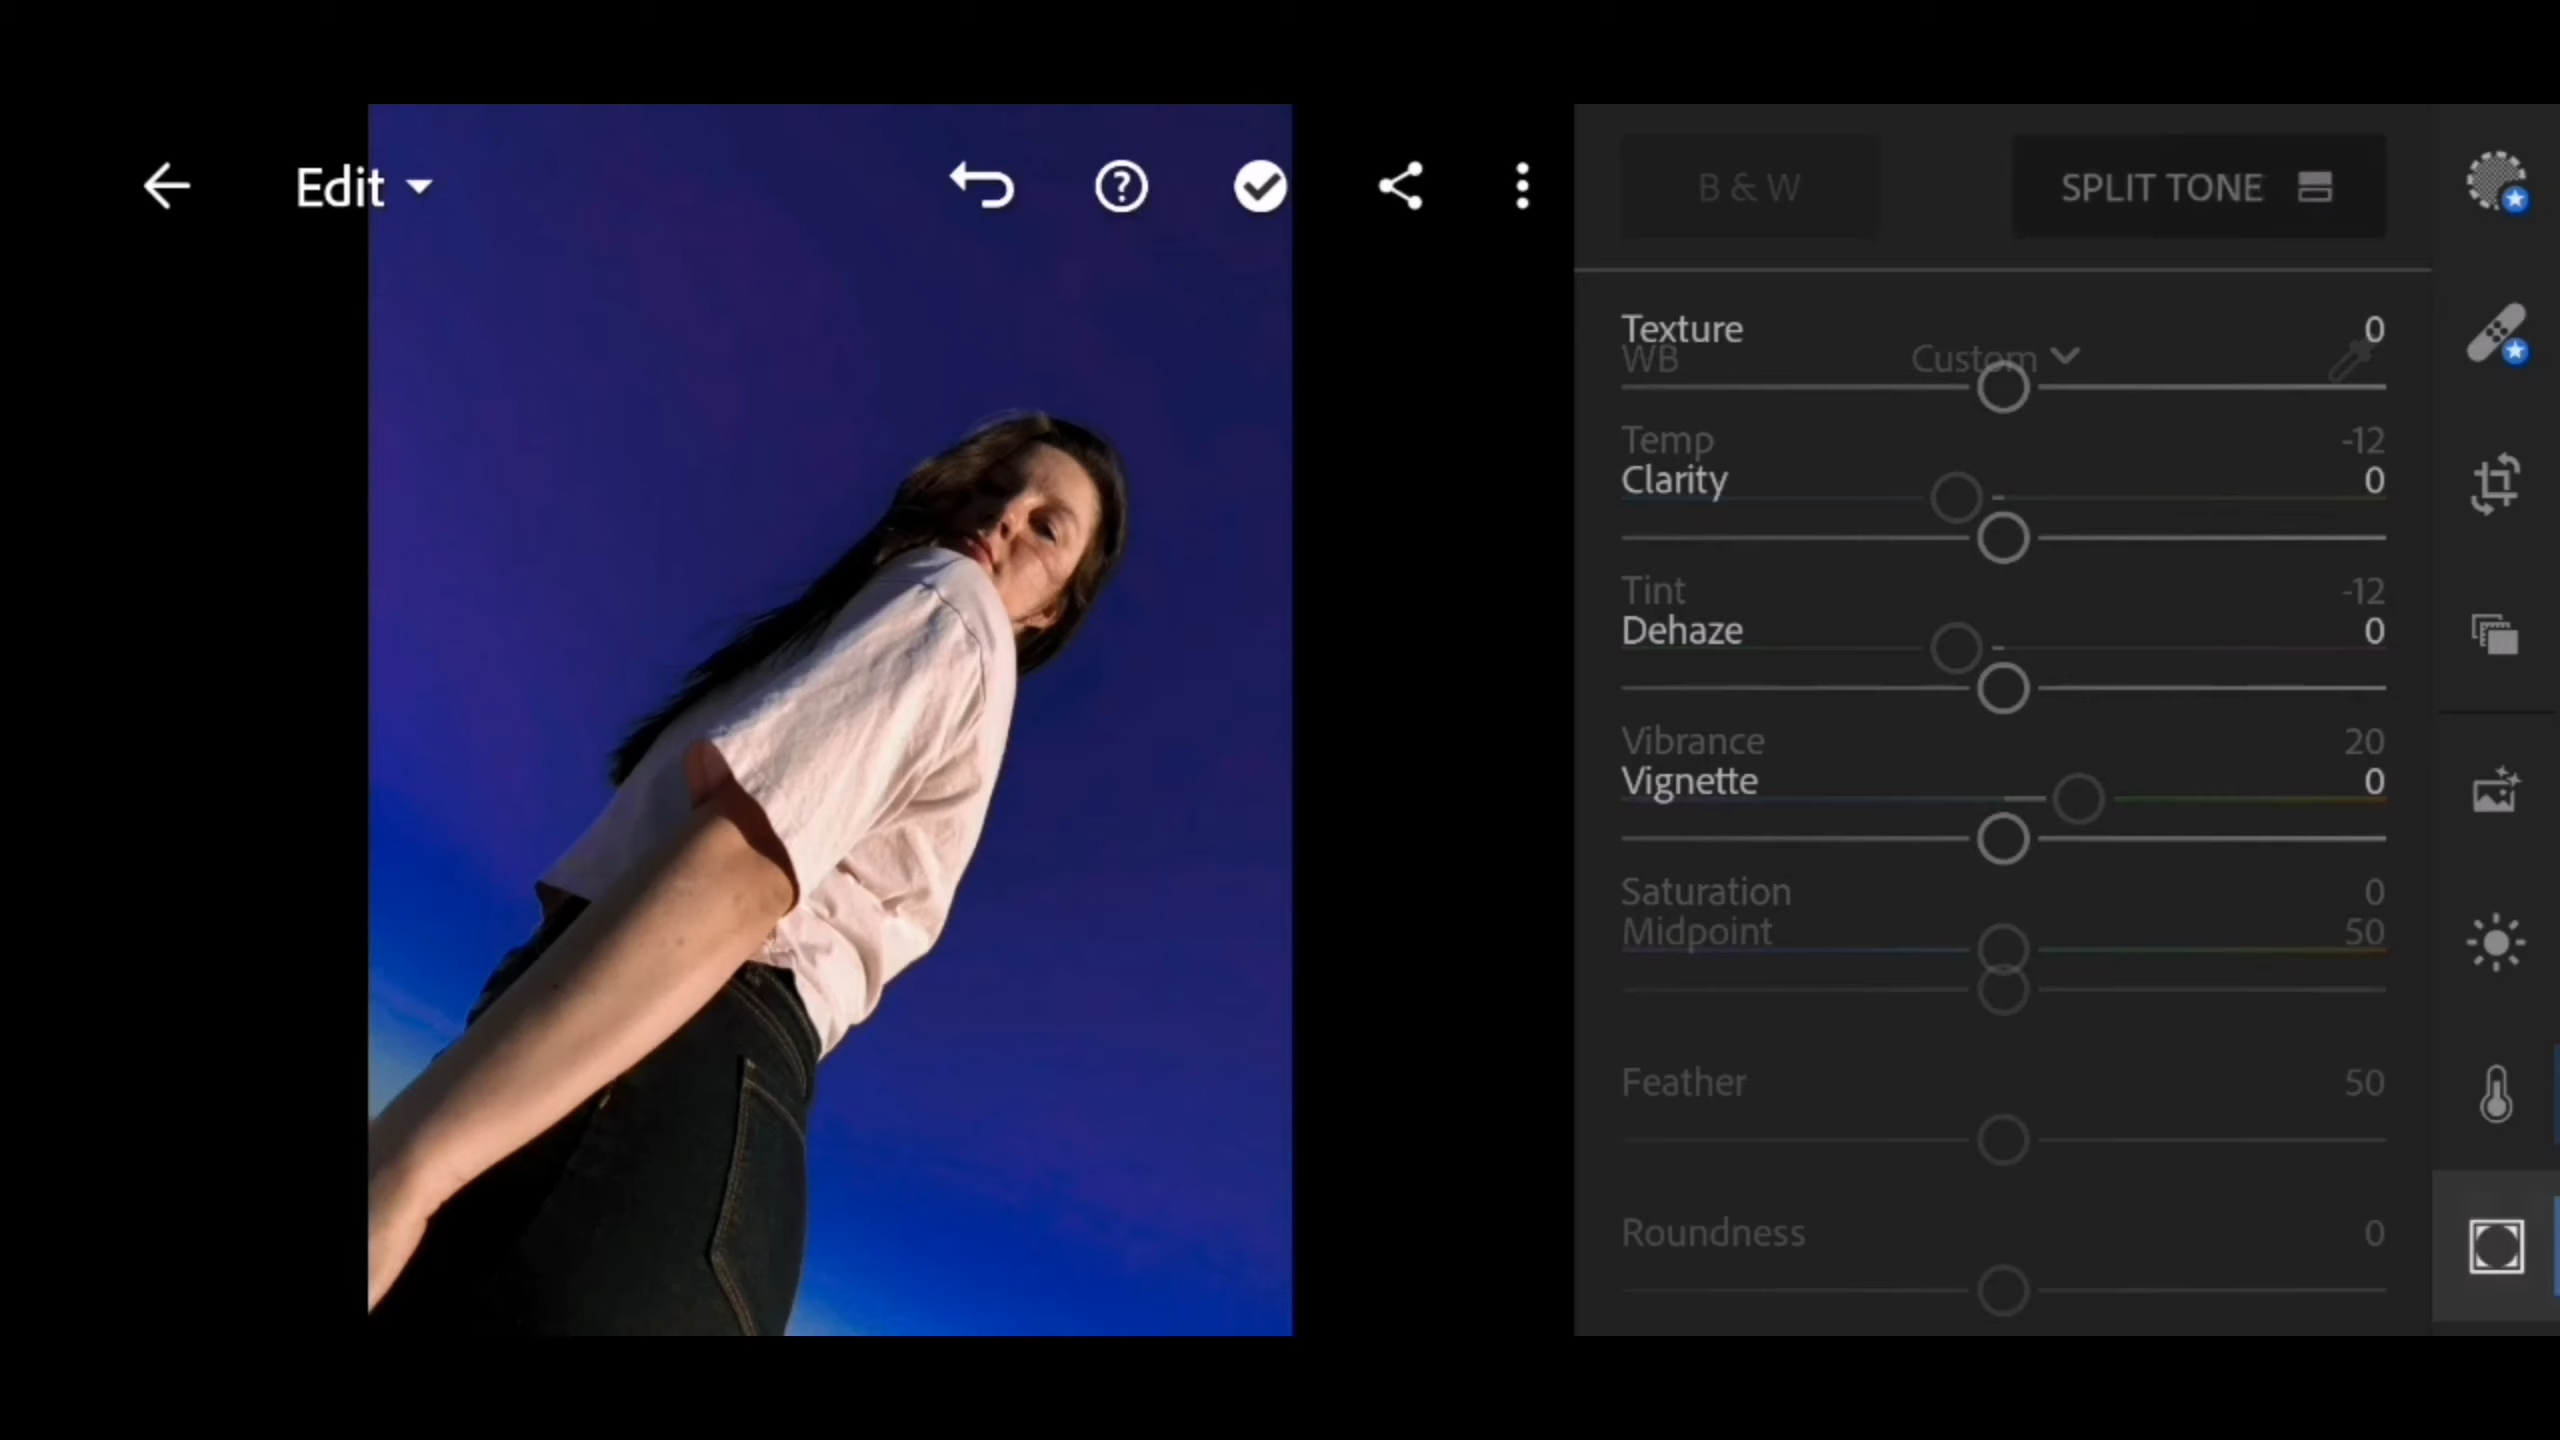 Edit
B & W SPLIT TONE
Texture 0
WB Custom
Temp -12
Clarity 0
Tint -12
Dehaze 0
Vibrance 20
Vignette 0
Saturation 0
Midpoint 50
Feather 50
Roundness 0